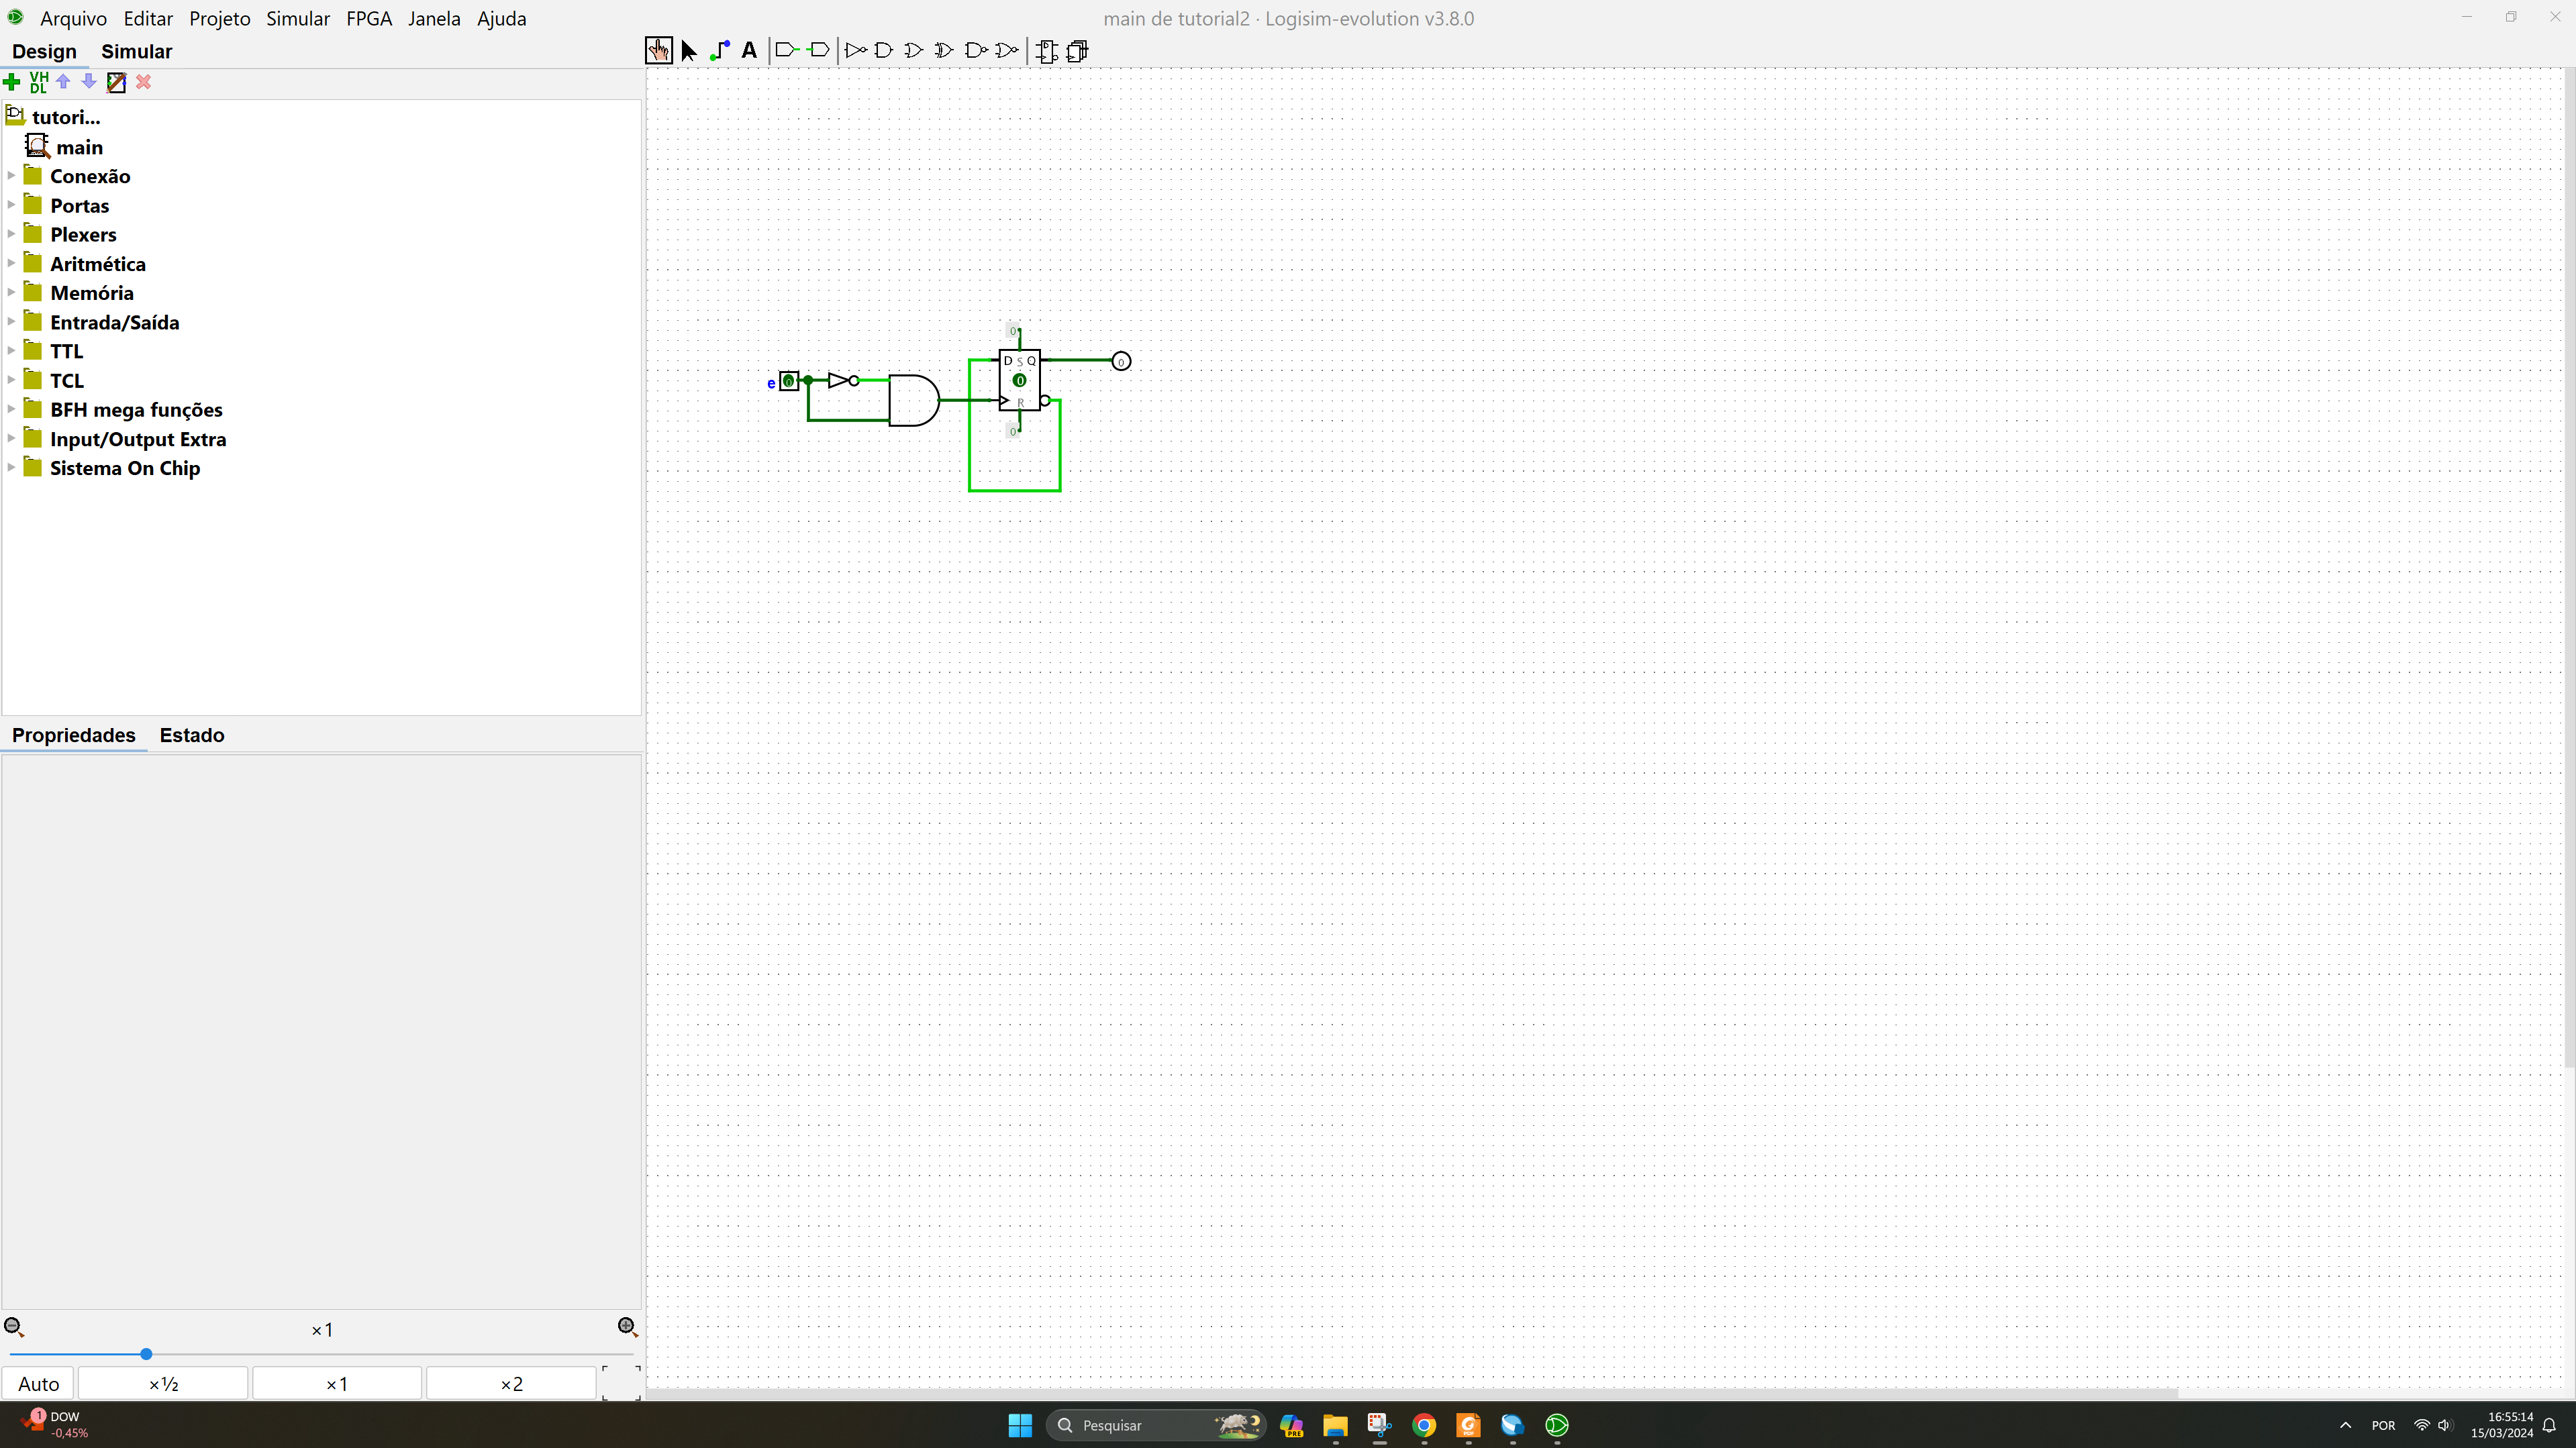 Arquivo Editar Projeto Simular FPGA Janela Ajuda
main de tutorial2 · Logisim-evolution v3.8.0
Design Simular
A
VH
DL
tutori...
main
Conexão
Portas
Plexers
Aritmética
Memória
Entrada/Saída
TTL
TCL
BFH mega funções
Input/Output Extra
Sistema On Chip
0
D S Q
0
e 0
0
R
0
Propriedades Estado
×1
Auto ×½ ×1 ×2
1
DOW
-0,45%
Pesquisar
PRE
PDF
POR
16:55:14
15/03/2024